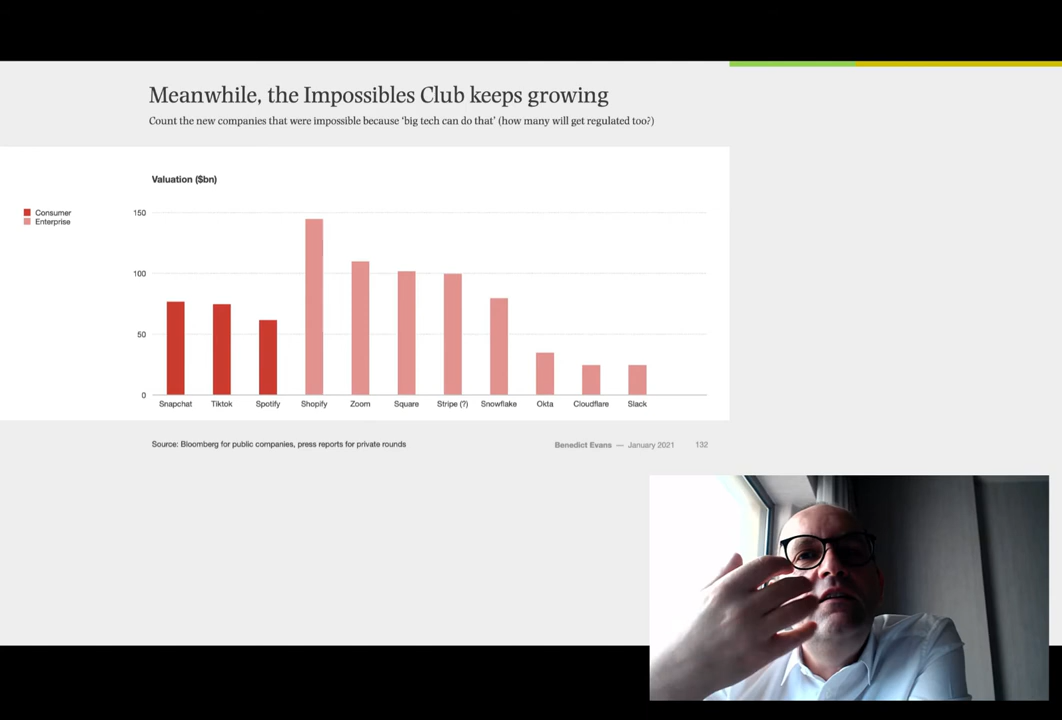 Meanwhile, the Impossibles Club keeps growing
Count the new companies that were impossible because ‘big tech can do that’ (how many will get regulated too?)
Valuation ($bn)
Consumer
Enterprise
150
100
50
0
Snapchat Tiktok Spotify Shopify Zoom Square Stripe (?) Snowflake Okta Cloudflare Slack
Source: Bloomberg for public companies, press reports for private rounds
Benedict Evans — January 2021 132